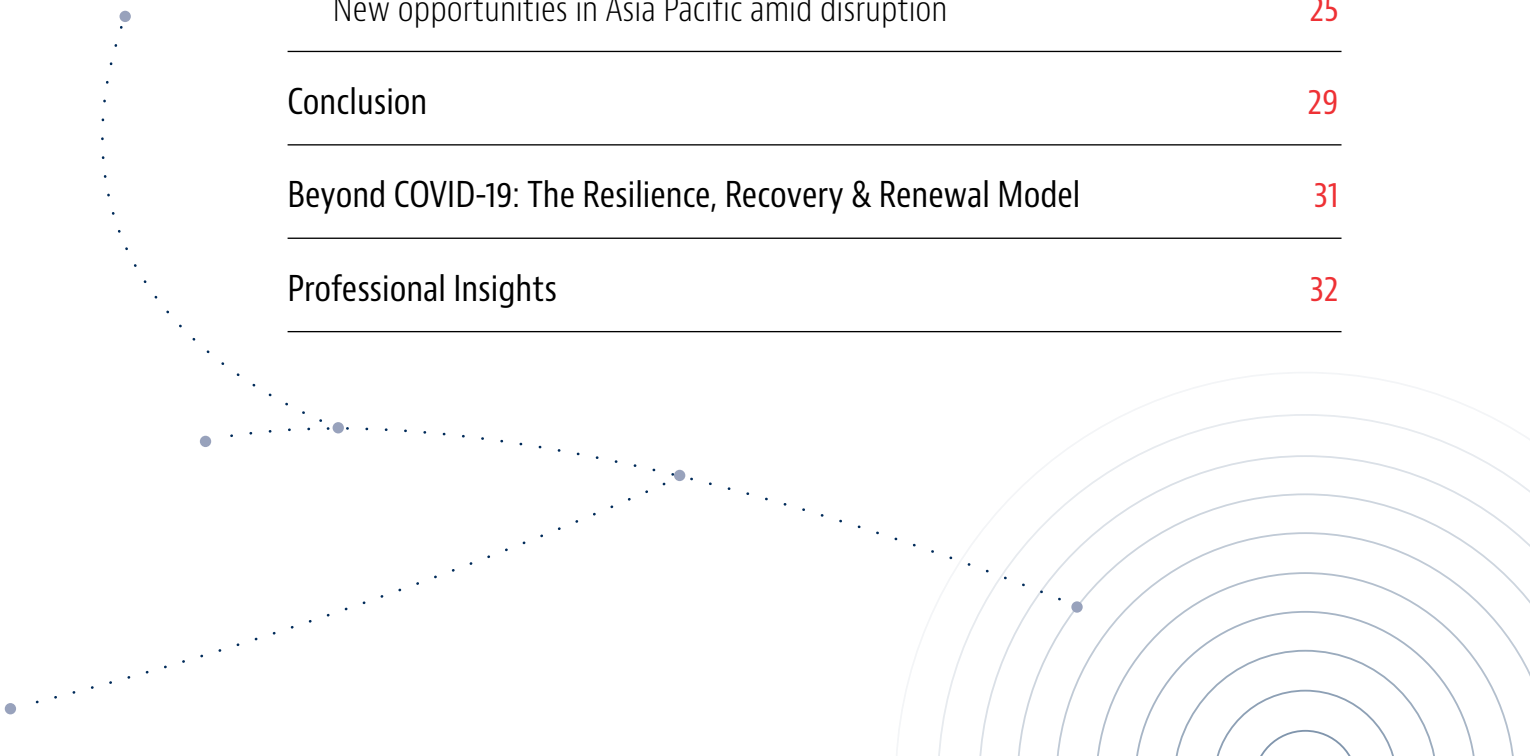 New opportunities in Asia Pacific amid disruption 25
Conclusion 29
Beyond COVID-19: The Resilience, Recovery & Renewal Model 31
Professional Insights 32